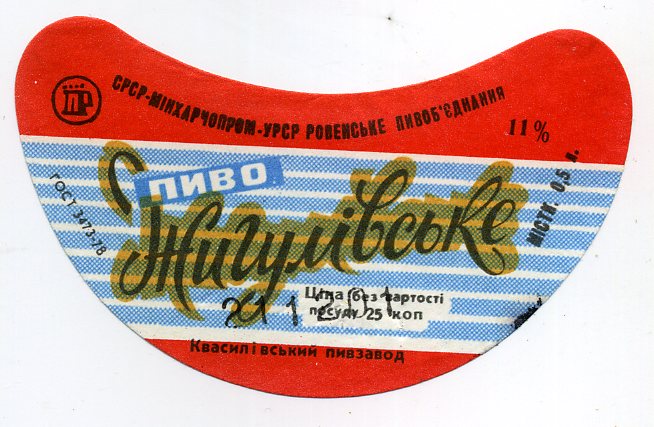 СРСР-МІНХАРЧОПРОМ-УРСР РОВЕНСЬКЕ ПИВОБ'ЄДНАННЯ
11%
ПИВО
Жигулівське
ГОСТ 3473-78
МІСТК. 0,5 л.
Ціна без вартості
посуду 25 коп
Квасилівський пивзавод